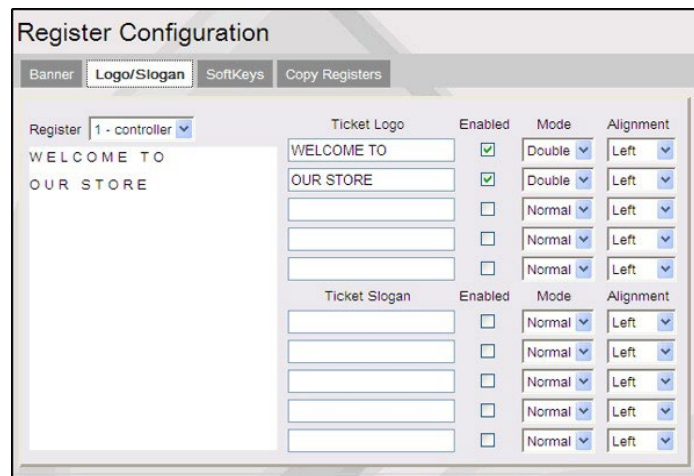 Register Configuration
Banner Logo/Slogan SoftKeys Copy Registers
Register 1 - controller
WELCOME TO
OUR STORE
Ticket Logo Enabled Mode Alignment
WELCOME TO Double Left
OUR STORE Double Left
Normal Left
Normal Left
Normal Left
Ticket Slogan Enabled Mode Alignment
Normal Left
Normal Left
Normal Left
Normal Left
Normal Left